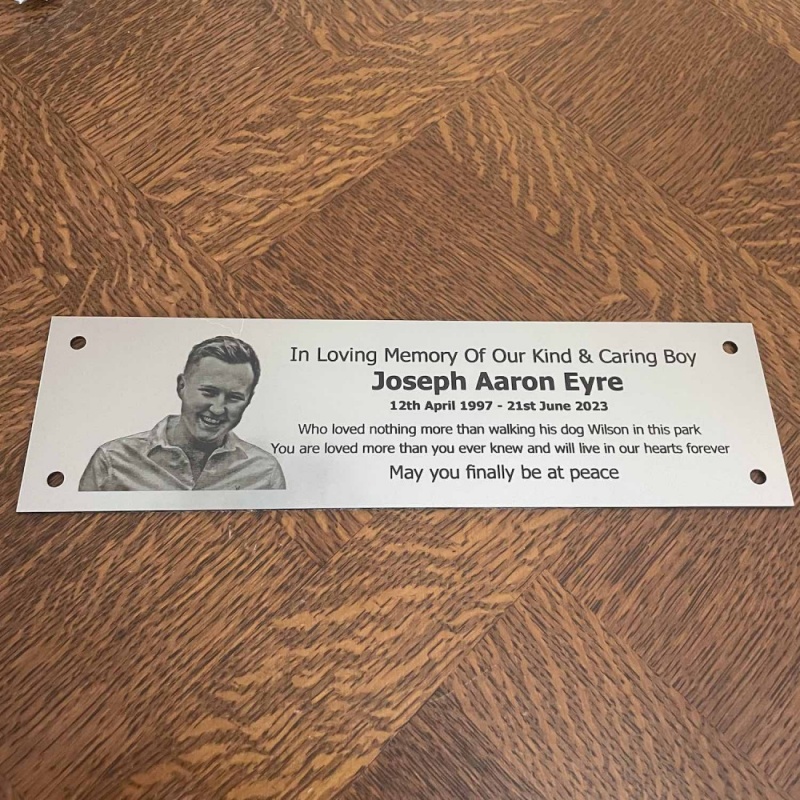 In Loving Memory Of Our Kind & Caring Boy
Joseph Aaron Eyre
12th April 1997 - 21st June 2023
Who loved nothing more than walking his dog Wilson in this park
You are loved more than you ever knew and will live in our hearts forever
May you finally be at peace